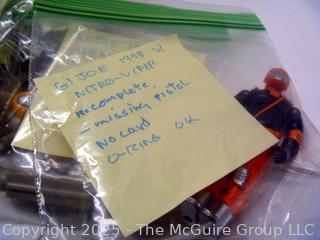 GI JOE 1993 V1
NITRO-VIPER
incomplete.
- missing pistol
No card
O-RING OK
Copyright 2025 - The McGuire Group LLC